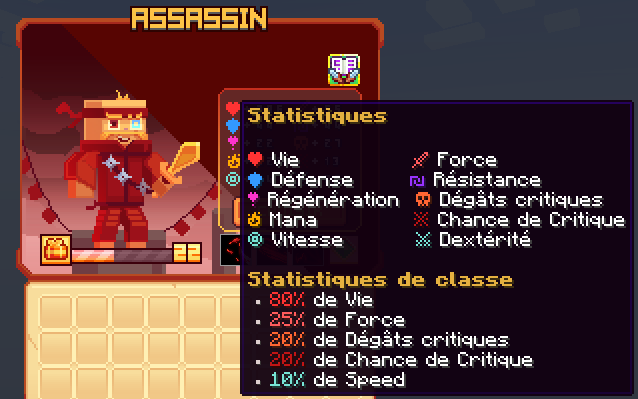 ASSASSIN
Statistiques
Vie
Force
Défense
Résistance
Régénération
Dégâts critiques
Mana
Chance de Critique
Vitesse
Dextérité
22
Statistiques de classe
80% de Vie
25% de Force
20% de Dégâts critiques
20% de Chance de Critique
10% de Speed